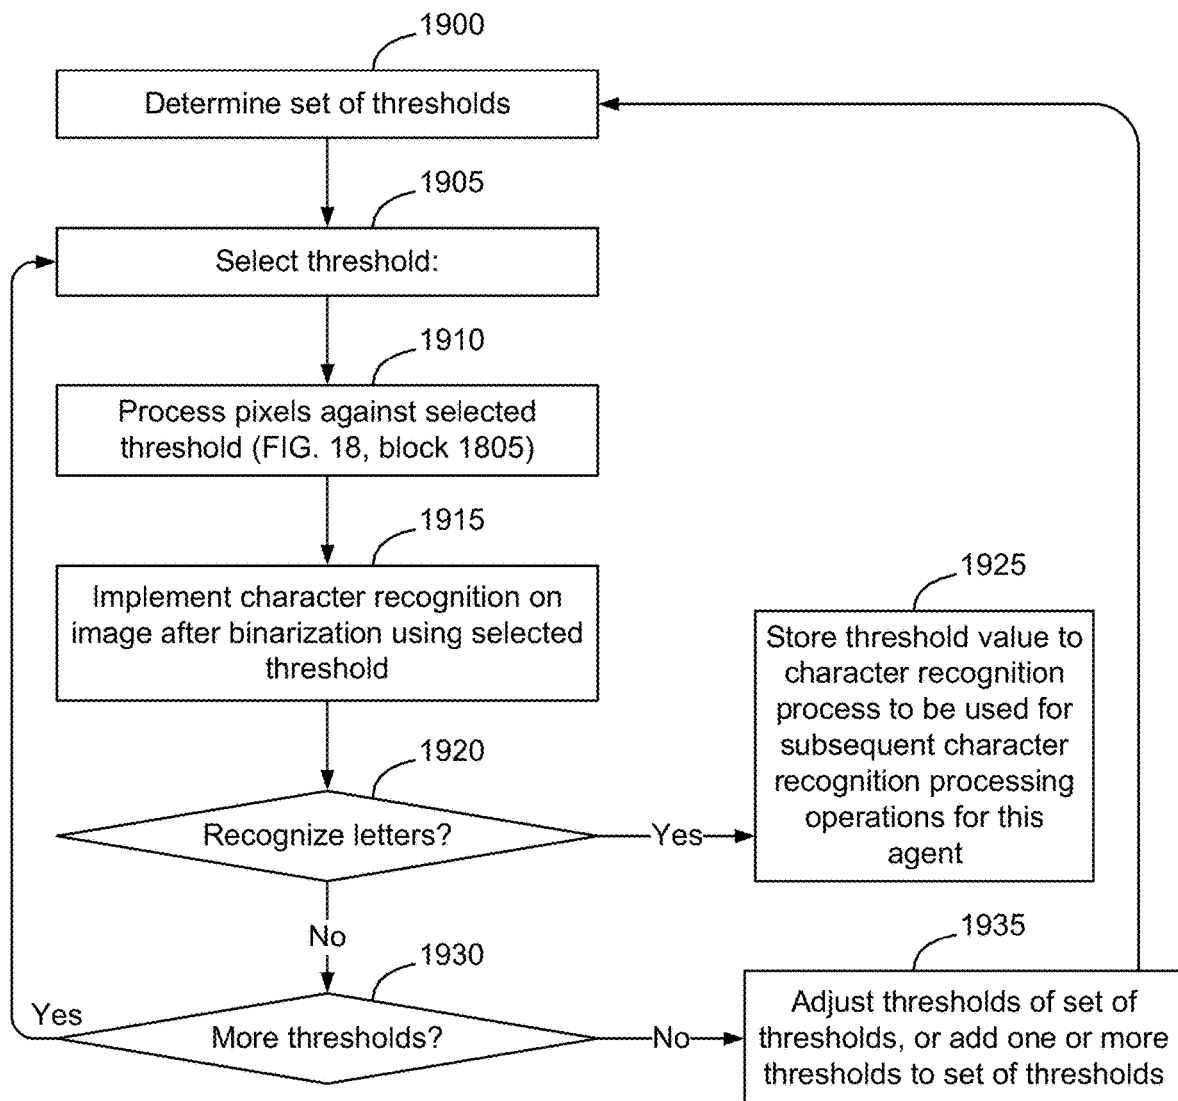 1900
Determine set of thresholds
1905
Select threshold:
1910
Process pixels against selected
threshold (FIG. 18, block 1805)
1915
Implement character recognition on
image after binarization using selected
threshold
1920
Recognize letters?
Yes
1925
Store threshold value to
character recognition
process to be used for
subsequent character
recognition processing
operations for this
agent
No
1930
More thresholds?
Yes
No
1935
Adjust thresholds of set of
thresholds, or add one or more
thresholds to set of thresholds